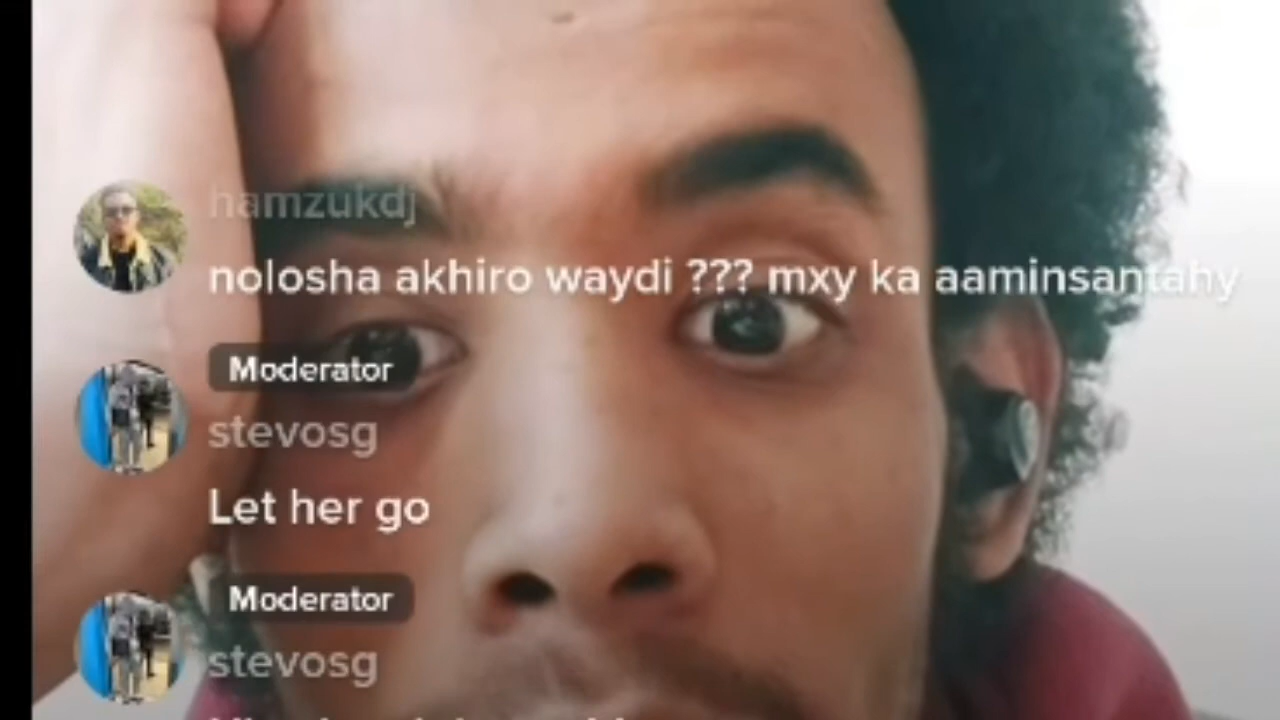 hamzukdj
nolosha akhiro waydi ??? mxy ka aaminsantahy
Moderator
stevosg
Let her go
Moderator
stevosg